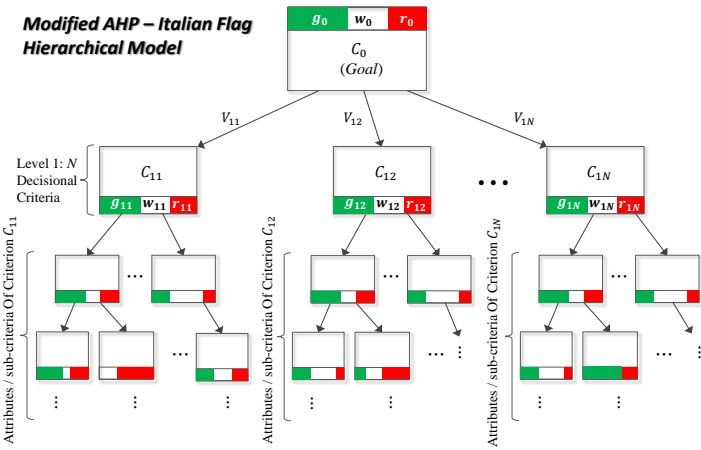 Modified AHP – Italian Flag
Hierarchical Model
g₀ w₀ r₀
C₀
(Goal)
V₁₁ V₁₂ V₁N
Level 1: N
Decisional
Criteria
C₁₁
g₁₁ w₁₁ r₁₁
C₁₂
g₁₂ w₁₂ r₁₂
•••
C₁N
g₁N w₁N r₁N
Attributes / sub-criteria Of Criterion C₁₁
Attributes / sub-criteria Of Criterion C₁₂
Attributes / sub-criteria Of Criterion C₁N